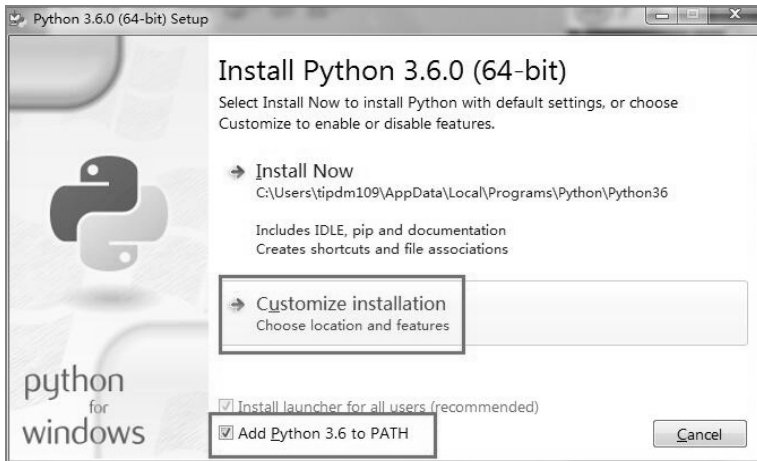 Python 3.6.0 (64-bit) Setup
Install Python 3.6.0 (64-bit)
Select Install Now to install Python with default settings, or choose
Customize to enable or disable features.
Install Now
C:\Users\tipdm109\AppData\Local\Programs\Python\Python36
Includes IDLE, pip and documentation
Creates shortcuts and file associations
Customize installation
Choose location and features
python
for
windows
Install launcher for all users (recommended)
Add Python 3.6 to PATH
Cancel